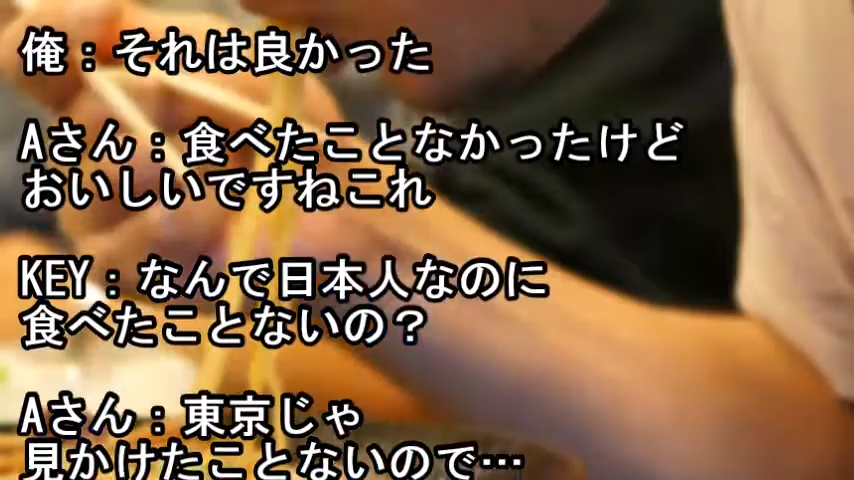 俺：それは良かった
Aさん：食べたことなかったけど
おいしいですねこれ
KEY：なんで日本人なのに
食べたことないの？
Aさん：東京じゃ
見かけたことないので…